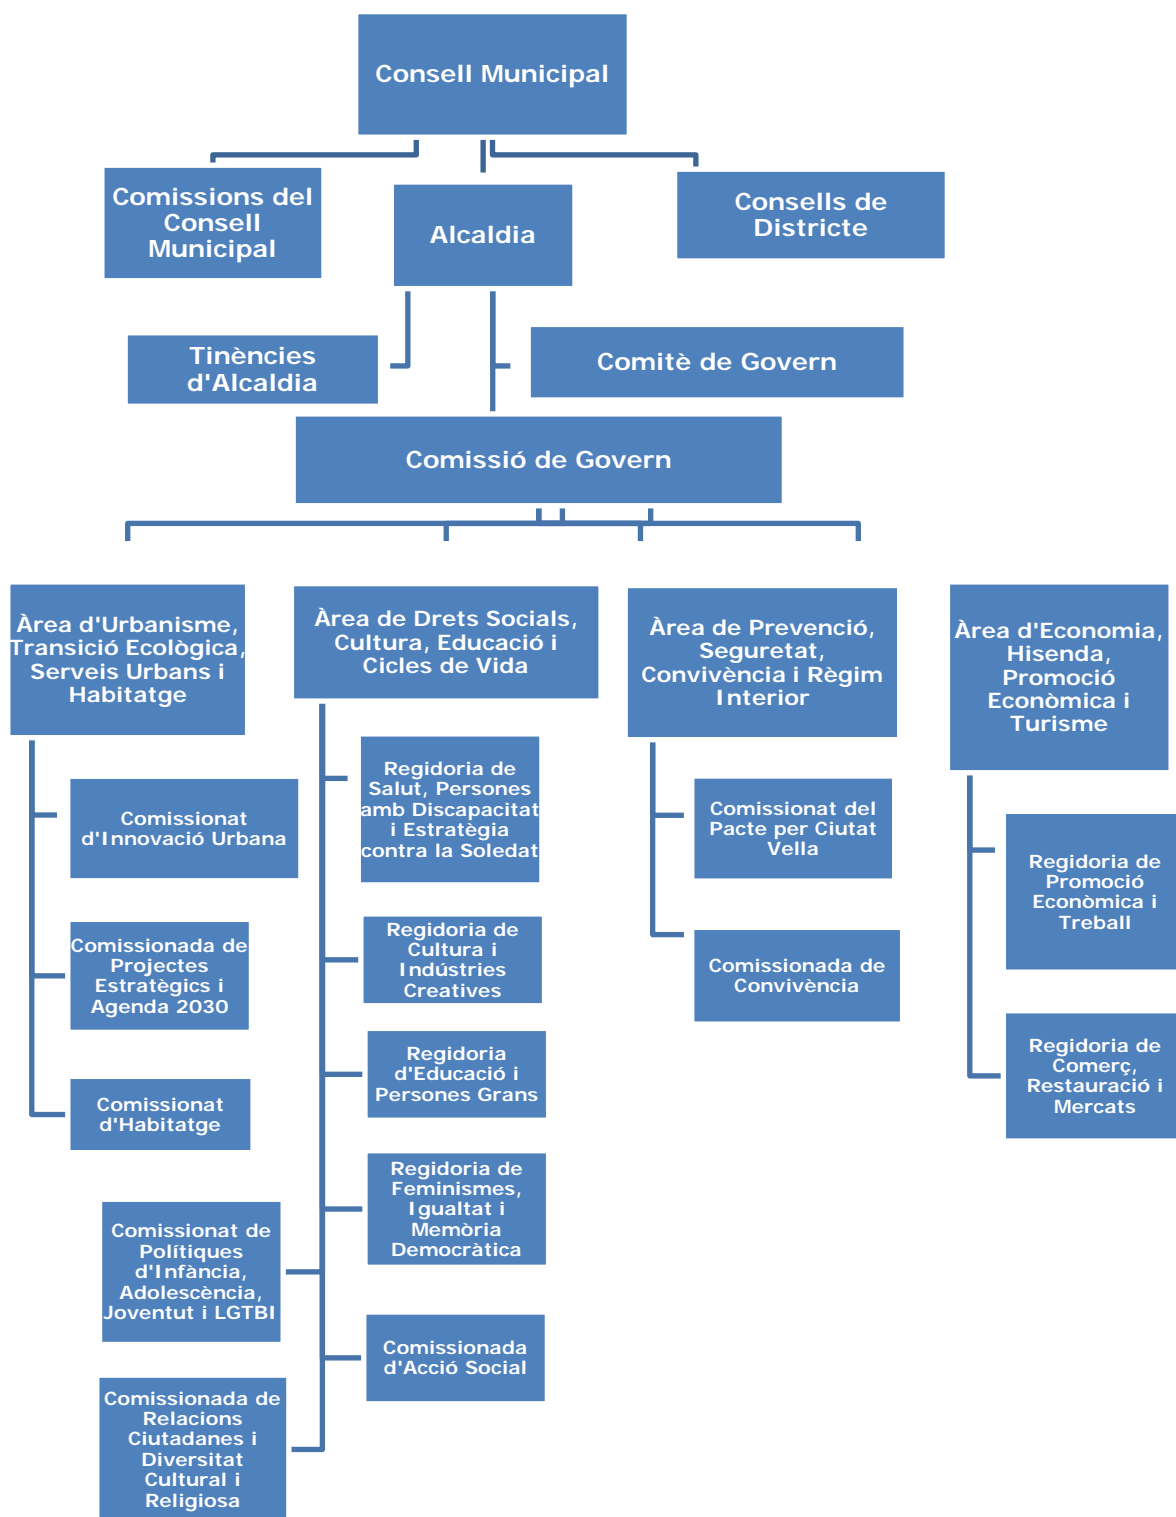 Consell Municipal
Comissions del
Consell
Municipal
Alcaldia
Consells de
Districte
Tinències
d'Alcaldia
Comitè de Govern
Comissió de Govern
Àrea d'Urbanisme,
Transició Ecològica,
Serveis Urbans i
Habitatge
Comissionat
d'Innovació Urbana
Comissionada de
Projectes
Estratègics i
Agenda 2030
Comissionat
d'Habitatge
Àrea de Drets Socials,
Cultura, Educació i
Cicles de Vida
Regidoria de
Salut, Persones
amb Discapacitat
i Estratègia
contra la Soledat
Regidoria de
Cultura i
Indústries
Creatives
Regidoria
d'Educació i
Persones Grans
Regidoria de
Feminismes,
Igualtat i
Memòria
Democràtica
Comissionat de
Polítiques
d'Infància,
Adolescència,
Joventut i LGTBI
Comissionada
d'Acció Social
Comissionada de
Relacions
Ciutadanes i
Diversitat
Cultural i
Religiosa
Àrea de Prevenció,
Seguretat,
Convivència i Règim
Interior
Comissionat del
Pacte per Ciutat
Vella
Comissionada de
Convivència
Àrea d'Economia,
Hisenda,
Promoció
Econòmica i
Turisme
Regidoria de
Promoció
Econòmica i
Treball
Regidoria de
Comerç,
Restauració i
Mercats